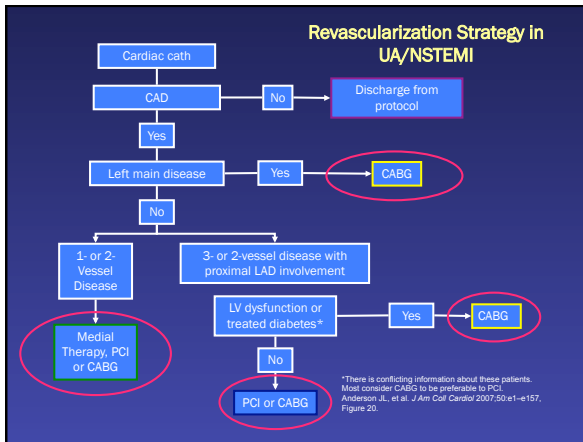 Revascularization Strategy in
UA/NSTEMI
Cardiac cath
CAD
No
Discharge from
protocol
Yes
Left main disease
Yes
CABG
No
1- or 2-
Vessel
Disease
3- or 2-vessel disease with
proximal LAD involvement
LV dysfunction or
treated diabetes*
Yes
CABG
Medial
Therapy, PCI
or CABG
No
PCI or CABG
*There is conflicting information about these patients.
Most consider CABG to be preferable to PCI.
Anderson JL, et al. J Am Coll Cardiol 2007;50:e1–e157,
Figure 20.